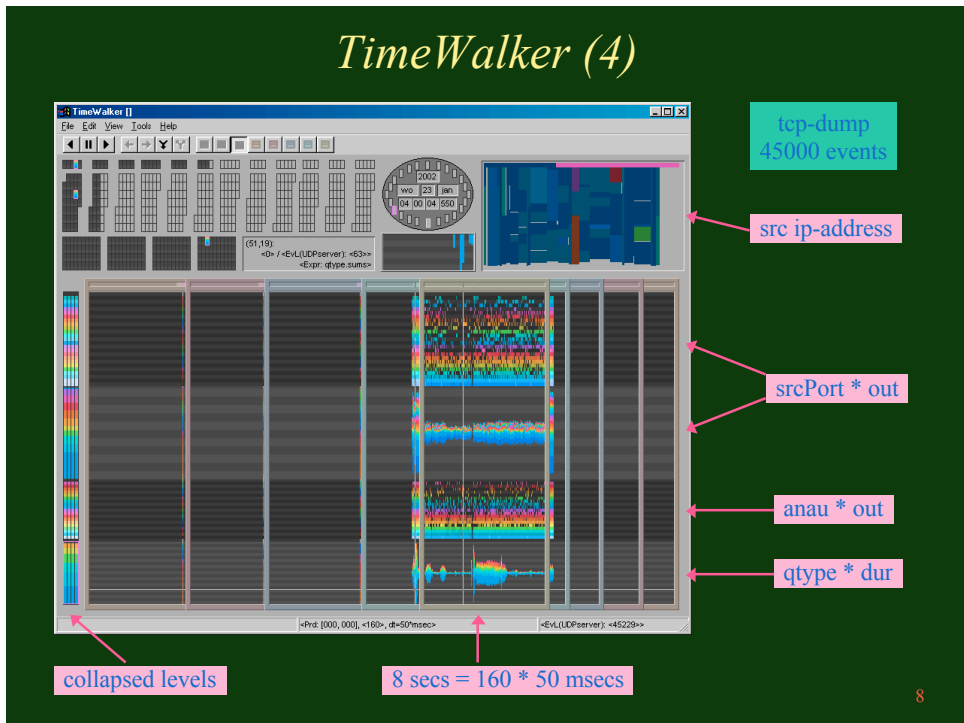 TimeWalker (4)
TimeWalker []
File Edit View Tools Help
2002
wo 23 jan
04 00 04 550
(51,19):
<0> / <EvL(UDPserver): <63>>
<Expr: qtype.sums>
<Prd: [000, 000], <160>, dt=50*msec>
<EvL(UDPserver): <45229>>
tcp-dump
45000 events
src ip-address
srcPort * out
anau * out
qtype * dur
collapsed levels
8 secs = 160 * 50 msecs
8